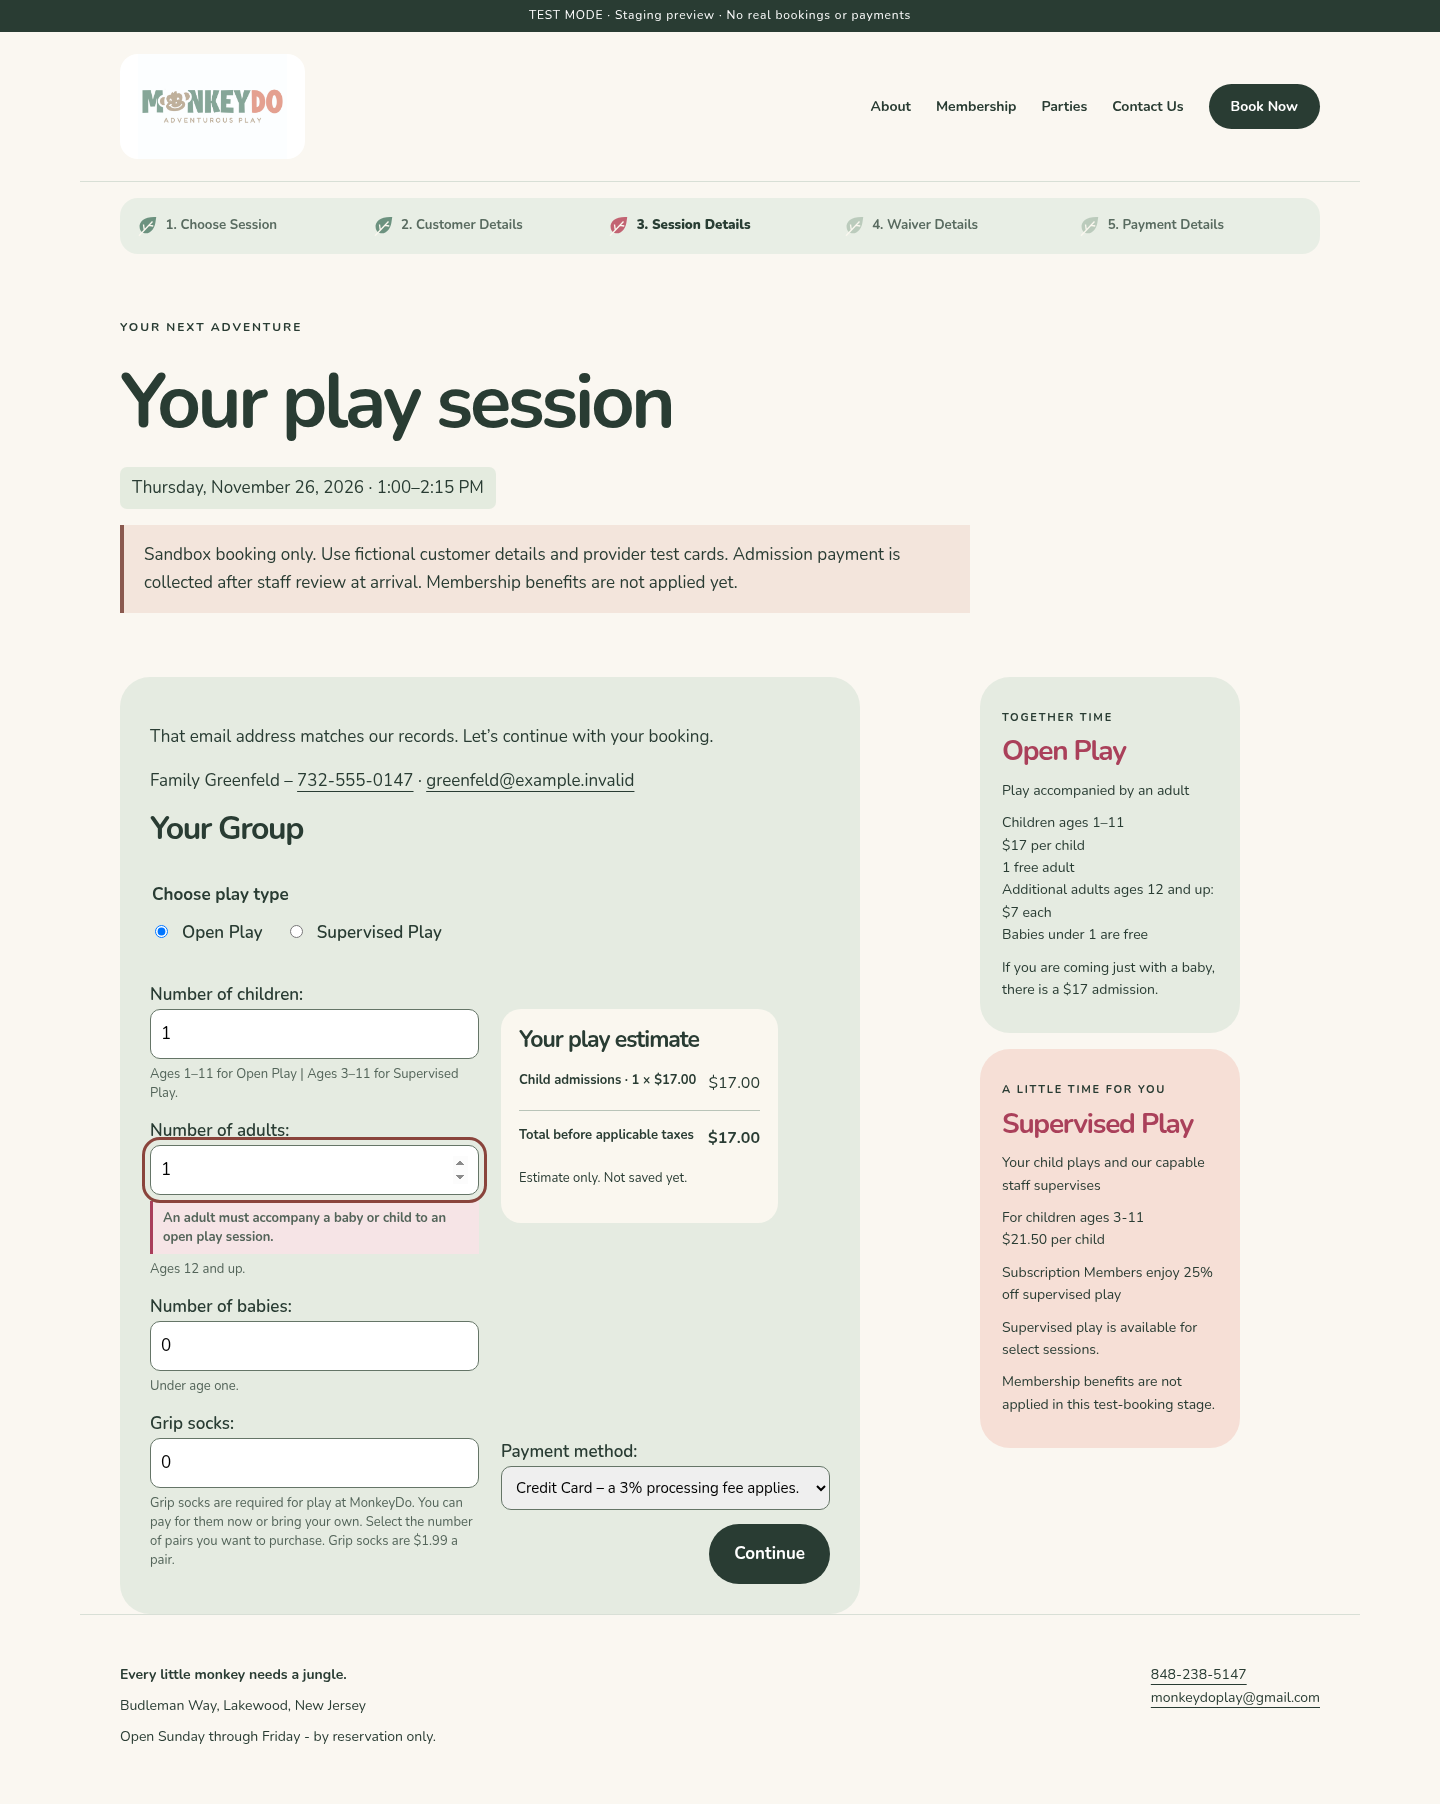 TEST MODE · Staging preview · No real bookings or payments
MONKEYDO
ADVENTUROUS PLAY
About
Membership
Parties
Contact Us
Book Now
1. Choose Session
2. Customer Details
3. Session Details
4. Waiver Details
5. Payment Details
YOUR NEXT ADVENTURE
Your play session
Thursday, November 26, 2026 · 1:00–2:15 PM
Sandbox booking only. Use fictional customer details and provider test cards. Admission payment is
collected after staff review at arrival. Membership benefits are not applied yet.
That email address matches our records. Let’s continue with your booking.
Family Greenfeld – 732-555-0147 · greenfeld@example.invalid
Your Group
Choose play type
Open Play
Supervised Play
Number of children:
1
Ages 1–11 for Open Play | Ages 3–11 for Supervised
Play.
Number of adults:
1
An adult must accompany a baby or child to an
open play session.
Ages 12 and up.
Number of babies:
0
Under age one.
Grip socks:
0
Grip socks are required for play at MonkeyDo. You can
pay for them now or bring your own. Select the number
of pairs you want to purchase. Grip socks are $1.99 a
pair.
Your play estimate
Child admissions · 1 × $17.00 $17.00
Total before applicable taxes $17.00
Estimate only. Not saved yet.
Payment method:
Credit Card – a 3% processing fee applies.
Continue
TOGETHER TIME
Open Play
Play accompanied by an adult
Children ages 1–11
$17 per child
1 free adult
Additional adults ages 12 and up:
$7 each
Babies under 1 are free
If you are coming just with a baby,
there is a $17 admission.
A LITTLE TIME FOR YOU
Supervised Play
Your child plays and our capable
staff supervises
For children ages 3-11
$21.50 per child
Subscription Members enjoy 25%
off supervised play
Supervised play is available for
select sessions.
Membership benefits are not
applied in this test-booking stage.
Every little monkey needs a jungle.
Budleman Way, Lakewood, New Jersey
Open Sunday through Friday - by reservation only.
848-238-5147
monkeydoplay@gmail.com